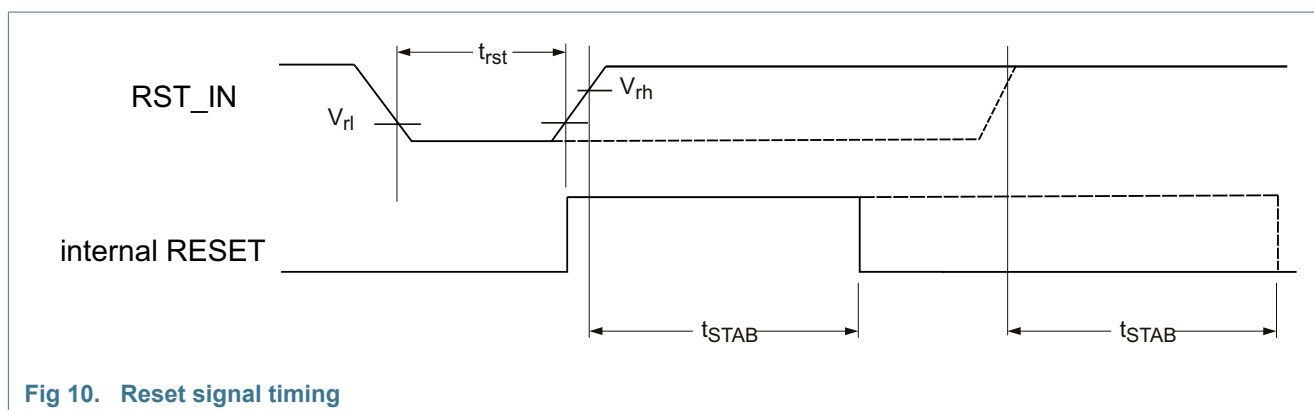 t_rst
RST_IN
V_rl
V_rh
internal RESET
t_STAB
t_STAB
Fig 10. Reset signal timing